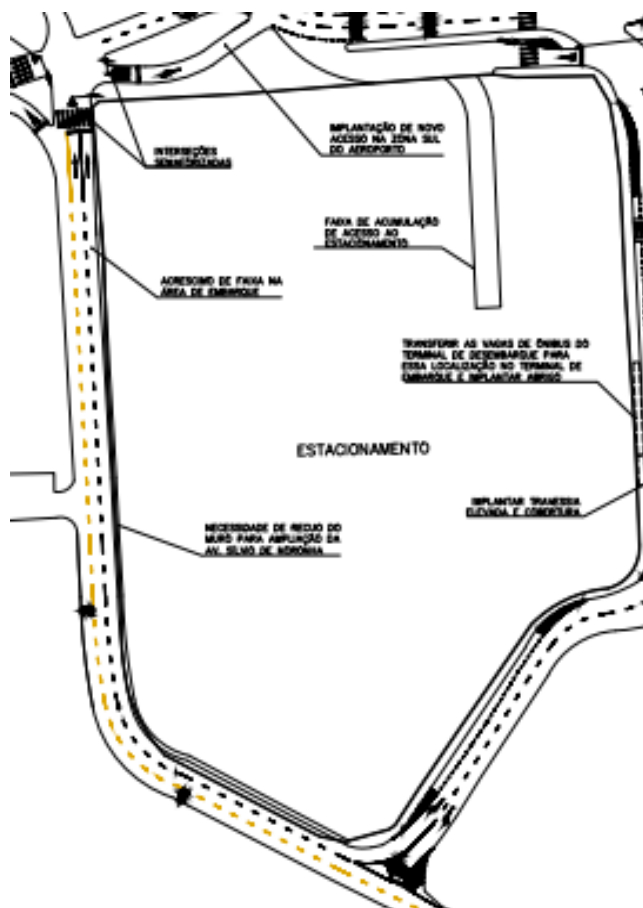 IMPLANTAÇÃO DE NOVO
ACESSO NA ZONA SUL
DO AEROPORTO
INTERSEÇÕES
SEMAFORIZADAS
FAIXA DE ACUMULAÇÃO
DE ACESSO AO
ESTACIONAMENTO
ACRESCIMO DE FAIXA NA
ÁREA DE EMBARQUE
TRANSFERIR AS VAGAS DE ÔNIBUS DO
TERMINAL DE DESEMBARQUE PARA
ESSA LOCALIZAÇÃO NO TERMINAL DE
EMBARQUE E IMPLANTAR ABRIGO
ESTACIONAMENTO
IMPLANTAR TRAVESSIA
ELEVADA E COBERTURA
NECESSIDADE DE RECUO DO
MURO PARA AMPLIAÇÃO DA
AV. SILVIO DE NORONHA